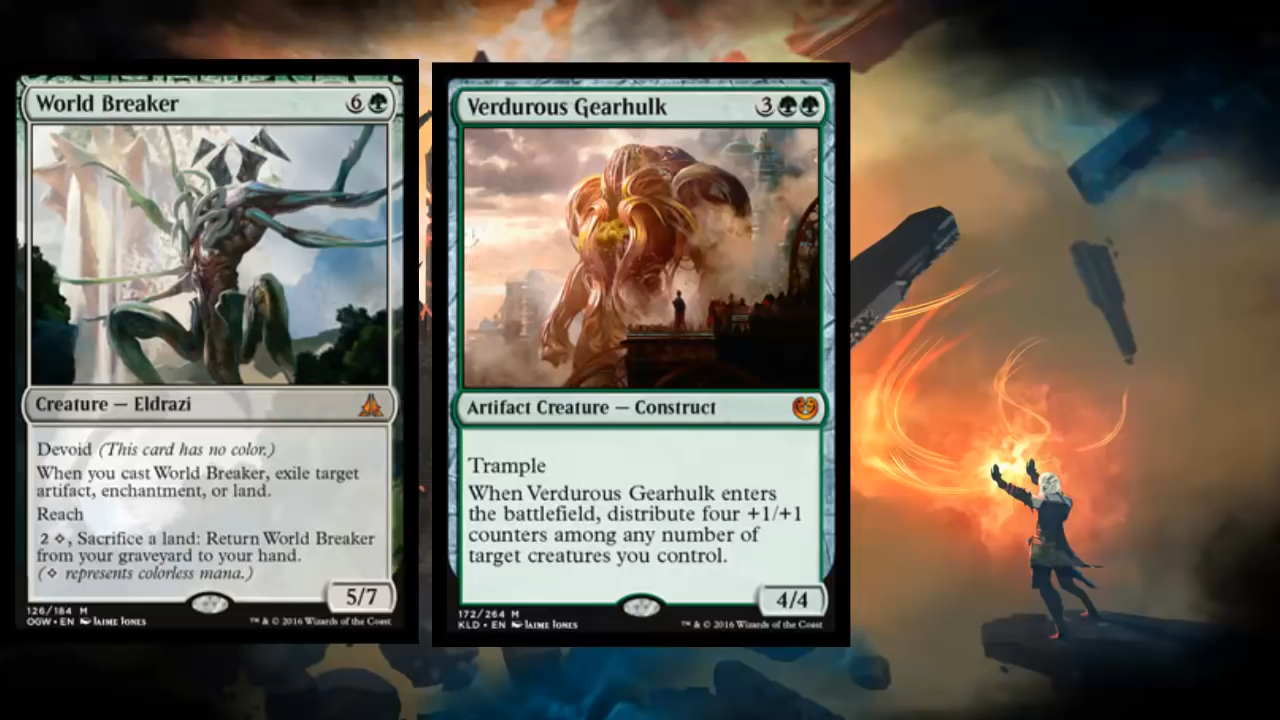 World Breaker 6
Creature — Eldrazi
Devoid (This card has no color.)
When you cast World Breaker, exile target
artifact, enchantment, or land.
Reach
2 ◇, Sacrifice a land: Return World Breaker
from your graveyard to your hand.
(◇ represents colorless mana.)
5/7
126/184 M
OGW • EN JAIME JONES
™ & © 2016 Wizards of the Coast
Verdurous Gearhulk 3
Artifact Creature — Construct
Trample
When Verdurous Gearhulk enters
the battlefield, distribute four +1/+1
counters among any number of
target creatures you control.
4/4
172/264 M
KLD • EN JAIME JONES
™ & © 2016 Wizards of the Coast